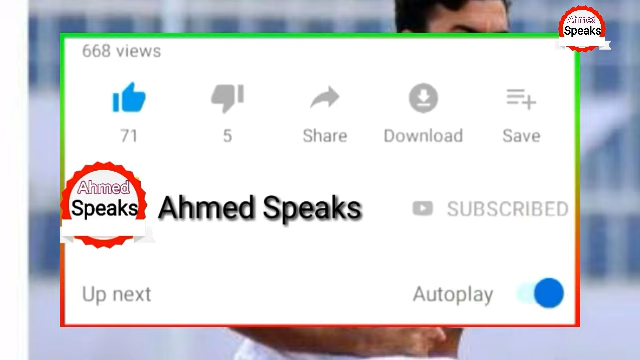 Ahmed
Speaks
668 views
71
5
Share
Download
Save
Ahmed
Speaks
Ahmed Speaks
SUBSCRIBED
Up next
Autoplay